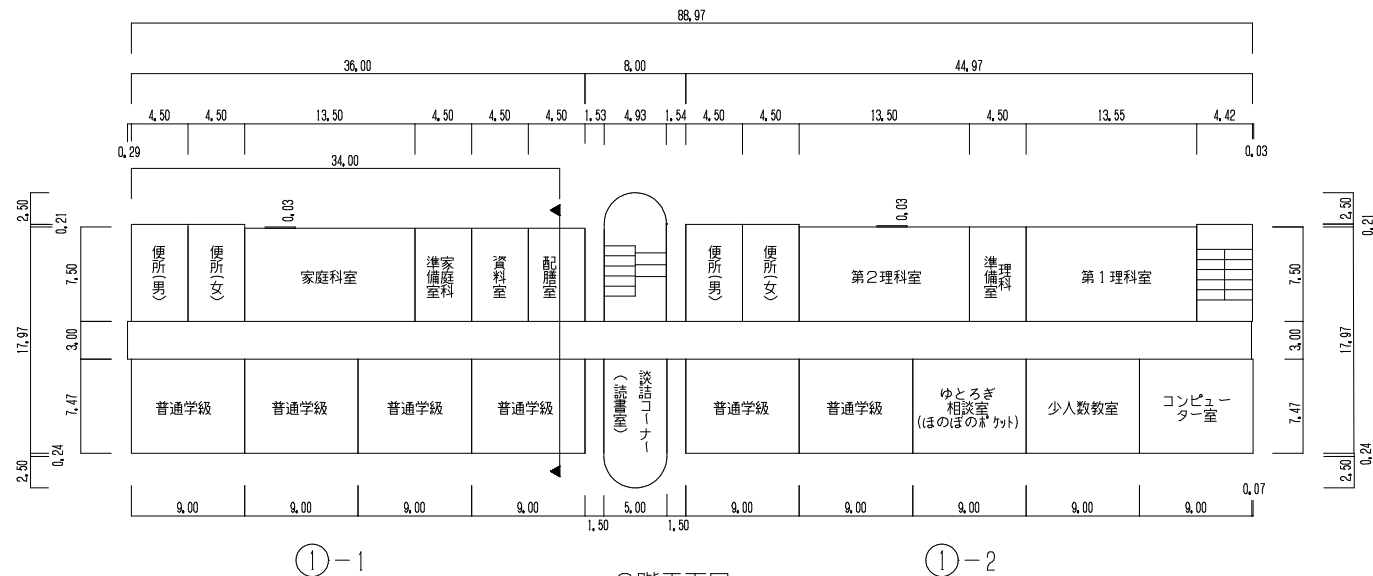 88.97
36.00 8.00 44.97
4.50 4.50 13.50 4.50 4.50 4.50 1.53 4.93 1.54 4.50 4.50 13.50 4.50 13.55 4.42
0.29 0.03
34.00
2.50 0.21 0.03 0.03 2.50 0.21
7.50 便所(男) 便所(女) 家庭科室 家庭科準備室 資料室 配膳室 便所(男) 便所(女) 第2理科室 理科準備室 第1理科室 7.50
17.97 3.00 3.00 17.97
7.47 普通学級 普通学級 普通学級 普通学級 談話コーナー(読書室) 普通学級 普通学級 ゆとろぎ 少人数教室 コンピュー 7.47
相談室 ター室
(ほのぼのポケット)
2.50 0.24 2.50 0.24
0.07
9.00 9.00 9.00 9.00 5.00 9.00 9.00 9.00 9.00 9.00
1.50 1.50
①-1 ①-2